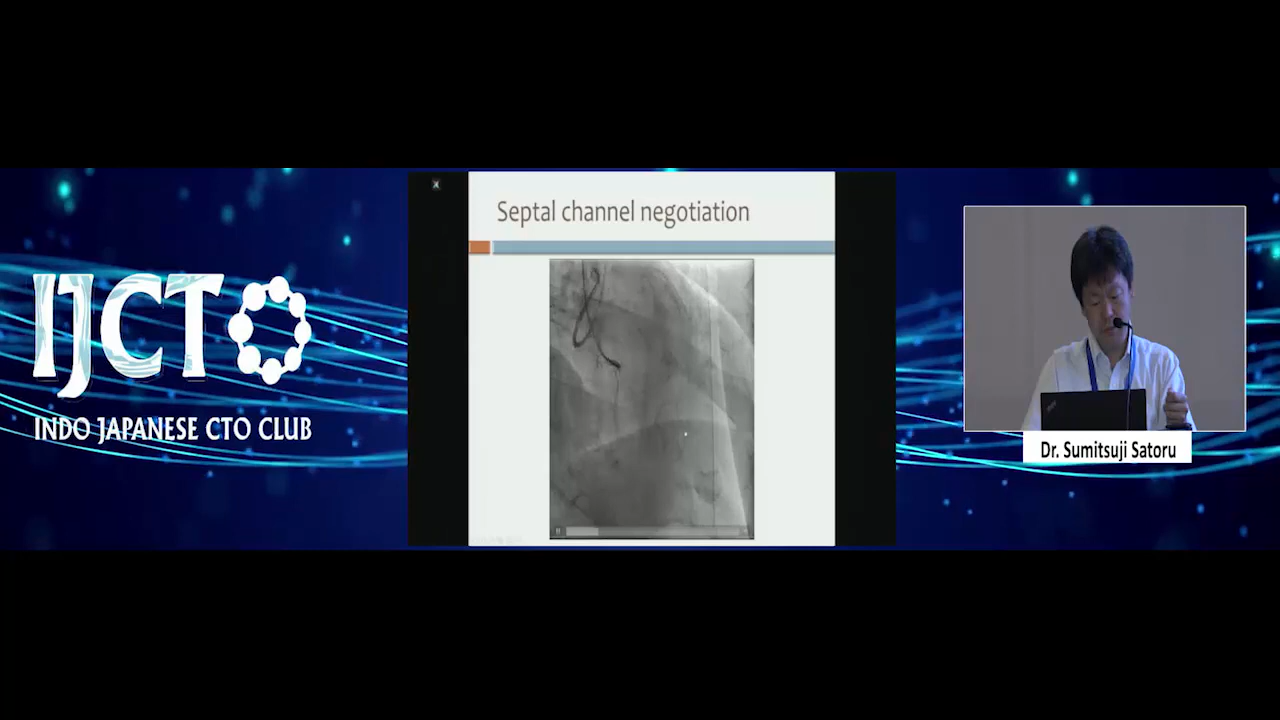 IJCTO
INDO JAPANESE CTO CLUB
Septal channel negotiation
Dr. Sumitsuji Satoru